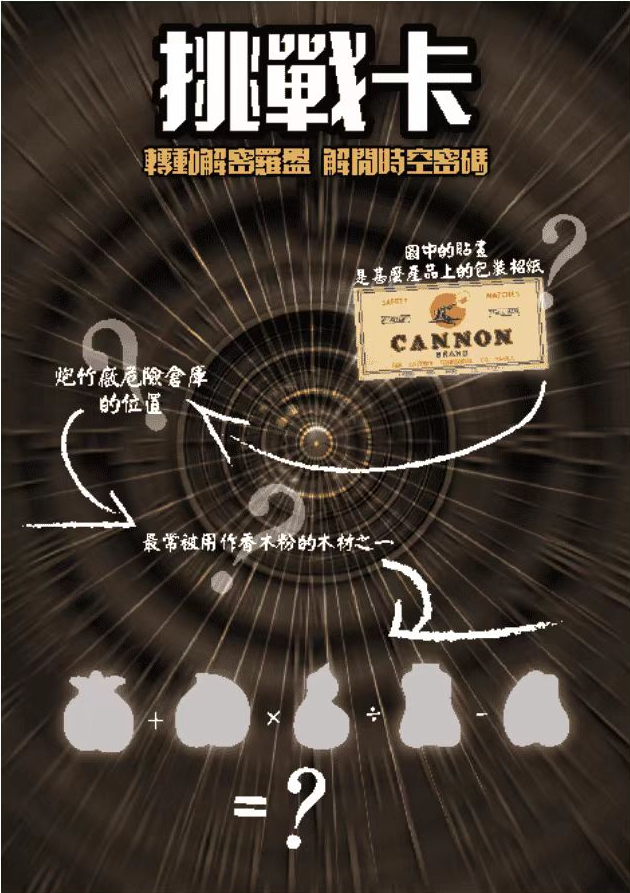 挑戰卡
轉動解密羅盤 解開時空密碼
?
圖中的貼畫
是甚麼產品上的包裝招紙
SAFETY MATCHES
CANNON
BRAND
?
炮竹廠危險倉庫
的位置
?
最常被用作香木粉的木材之一
+ × ÷ -
= ?